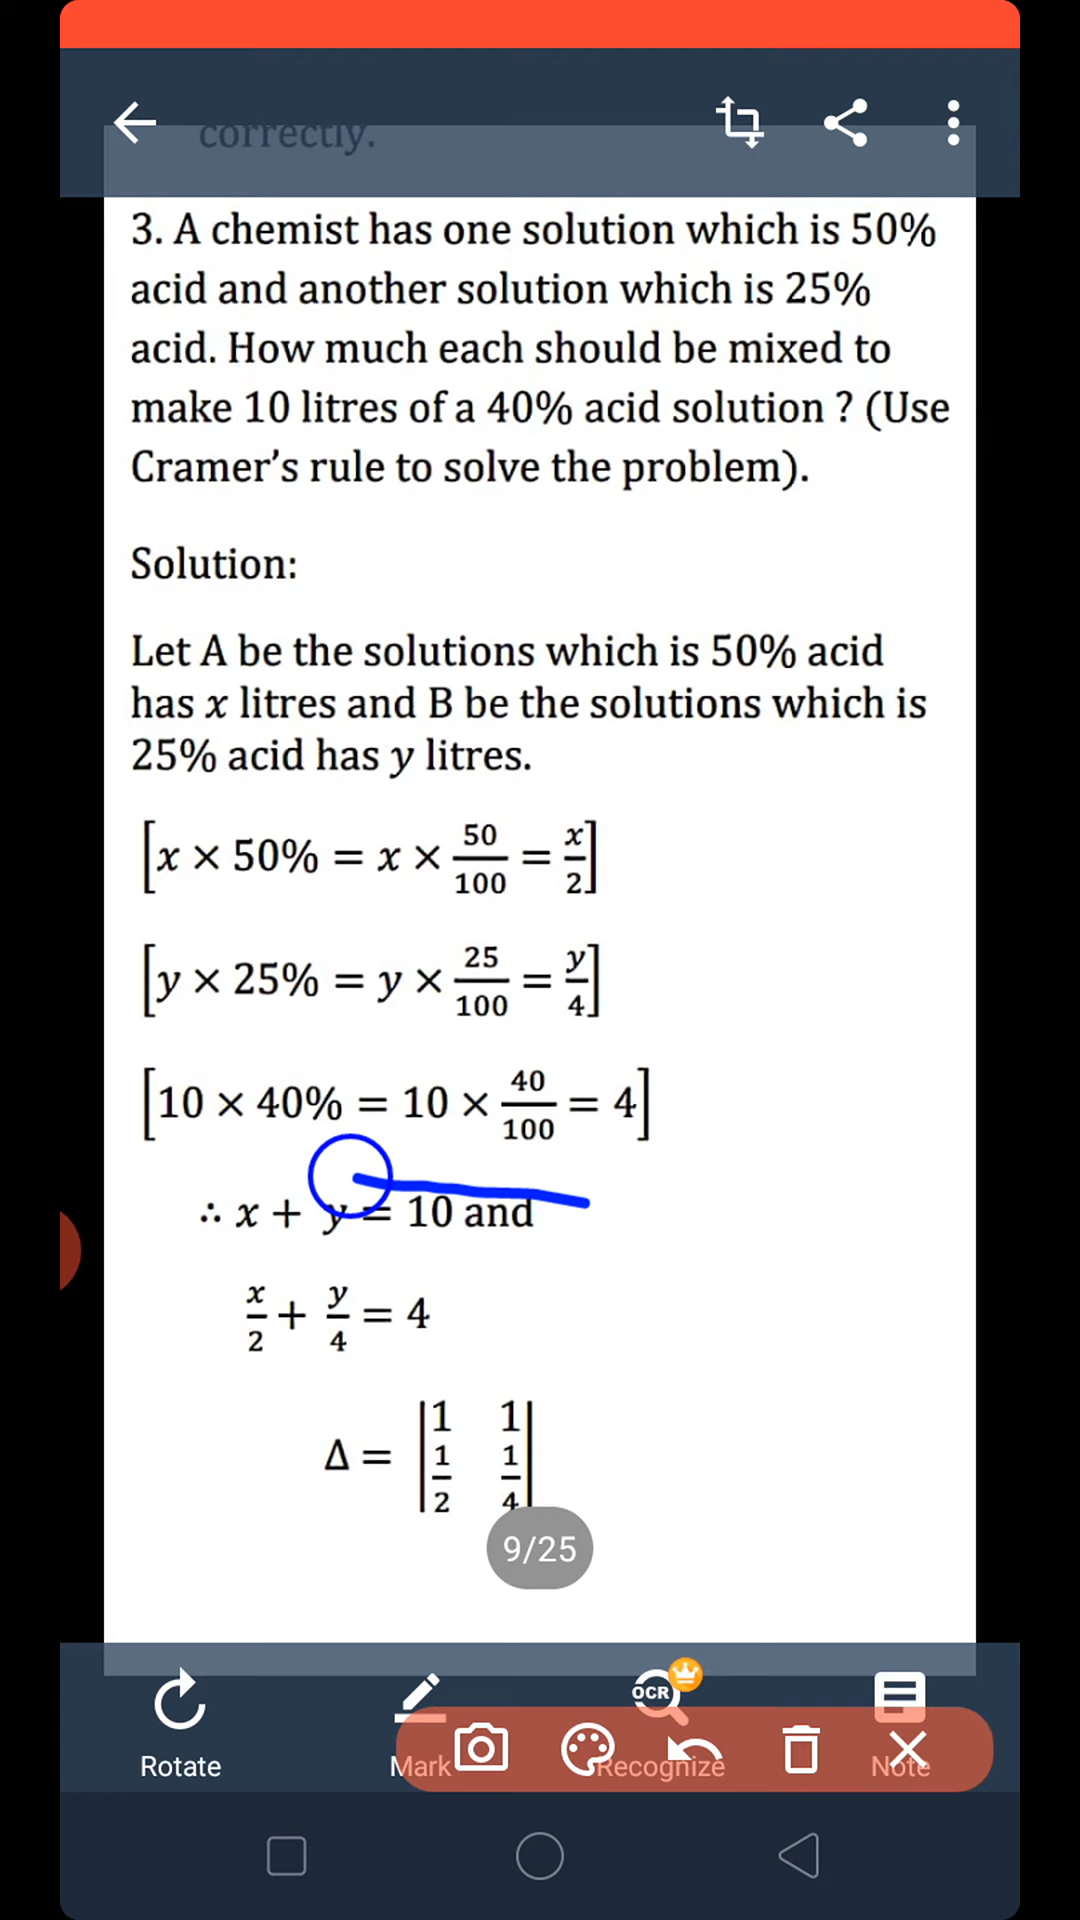 correctly.
3. A chemist has one solution which is 50%
acid and another solution which is 25%
acid. How much each should be mixed to
make 10 litres of a 40% acid solution ? (Use
Cramer’s rule to solve the problem).
Solution:
Let A be the solutions which is 50% acid
has x litres and B be the solutions which is
25% acid has y litres.
[x × 50% = x × 50/100 = x/2]
[y × 25% = y × 25/100 = y/4]
[10 × 40% = 10 × 40/100 = 4]
∴ x + y = 10 and
x/2 + y/4 = 4
Δ = |1 1|
|1/2 1/4|
9/25
OCR
Rotate Mark Recognize Note